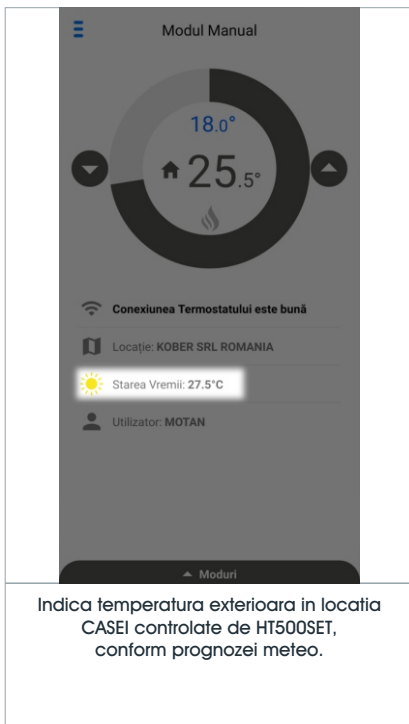 Modul Manual
18.0°
25.5°
Conexiunea Termostatului este bună
Locație: KOBER SRL ROMANIA
Starea Vremii: 27.5°C
Utilizator: MOTAN
Moduri
Indica temperatura exterioara in locatia
CASEI controlate de HT500SET,
conform prognozei meteo.